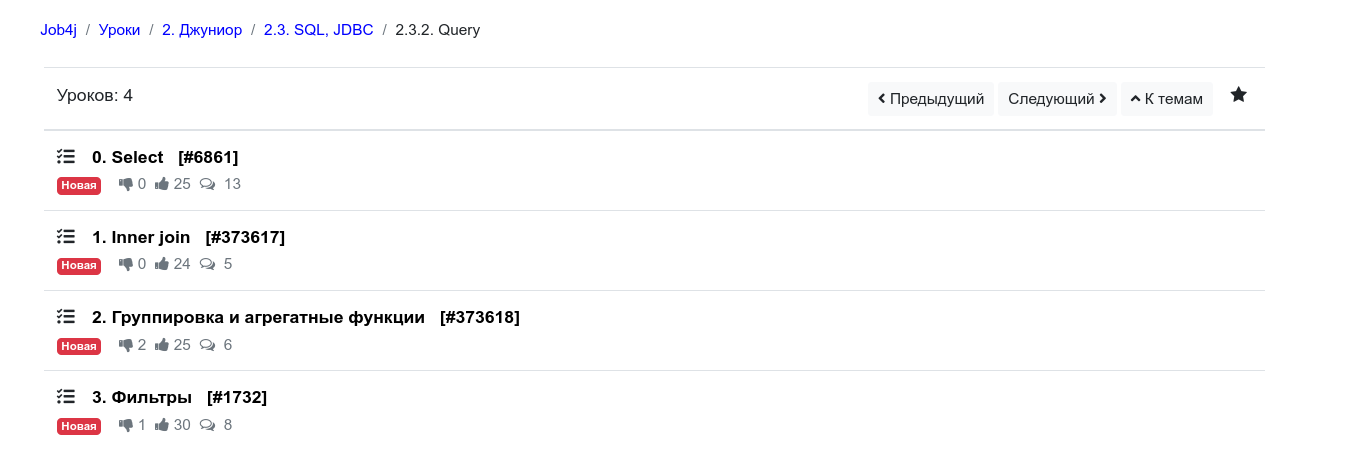 Job4j / Уроки / 2. Джуниор / 2.3. SQL, JDBC / 2.3.2. Query
Уроков: 4 Предыдущий Следующий К темам
0. Select [#6861]
Новая 0 25 13
1. Inner join [#373617]
Новая 0 24 5
2. Группировка и агрегатные функции [#373618]
Новая 2 25 6
3. Фильтры [#1732]
Новая 1 30 8